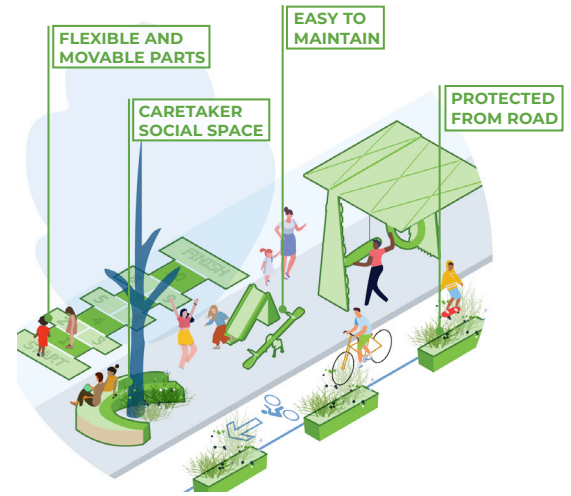 EASY TO
MAINTAIN
FLEXIBLE AND
MOVABLE PARTS
PROTECTED
FROM ROAD
CARETAKER
SOCIAL SPACE
FINISH
START